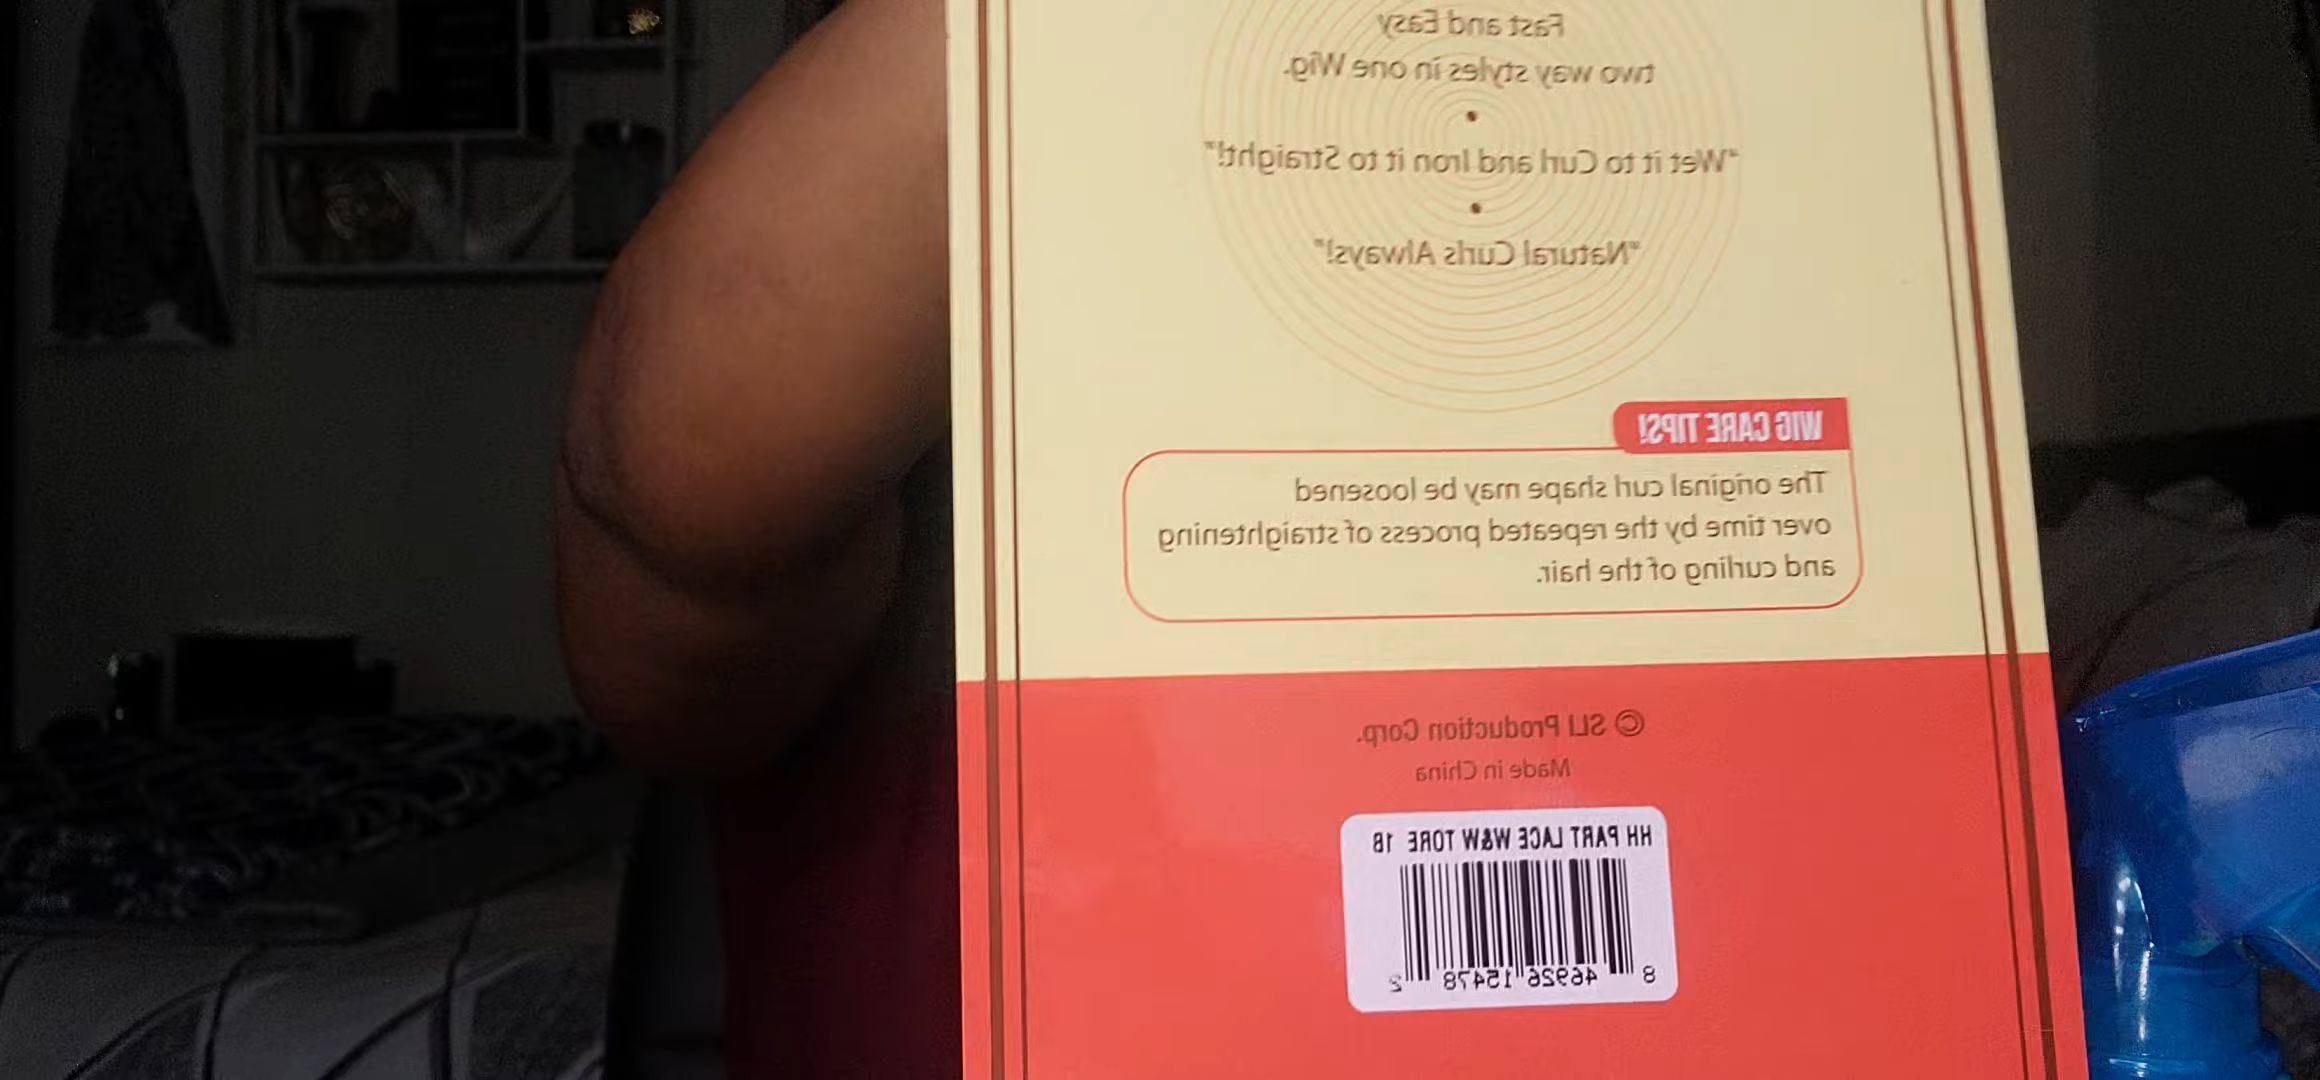 Fast and Easy
two way styles in one Wig.
•
"Wet it to Curl and Iron it to Straight!"
•
"Natural Curls Always!"
WIG CARE TIPS!
The original curl shape may be loosened
over time by the repeated process of straightening
and curling of the hair.
© SLI Production Corp.
Made in China
HH PART LACE W&W TORE 1B
8 46926 15478 2